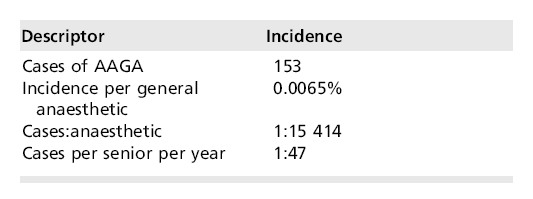 Descriptor Incidence
Cases of AAGA 153
Incidence per general 0.0065%
anaesthetic
Cases:anaesthetic 1:15 414
Cases per senior per year 1:47